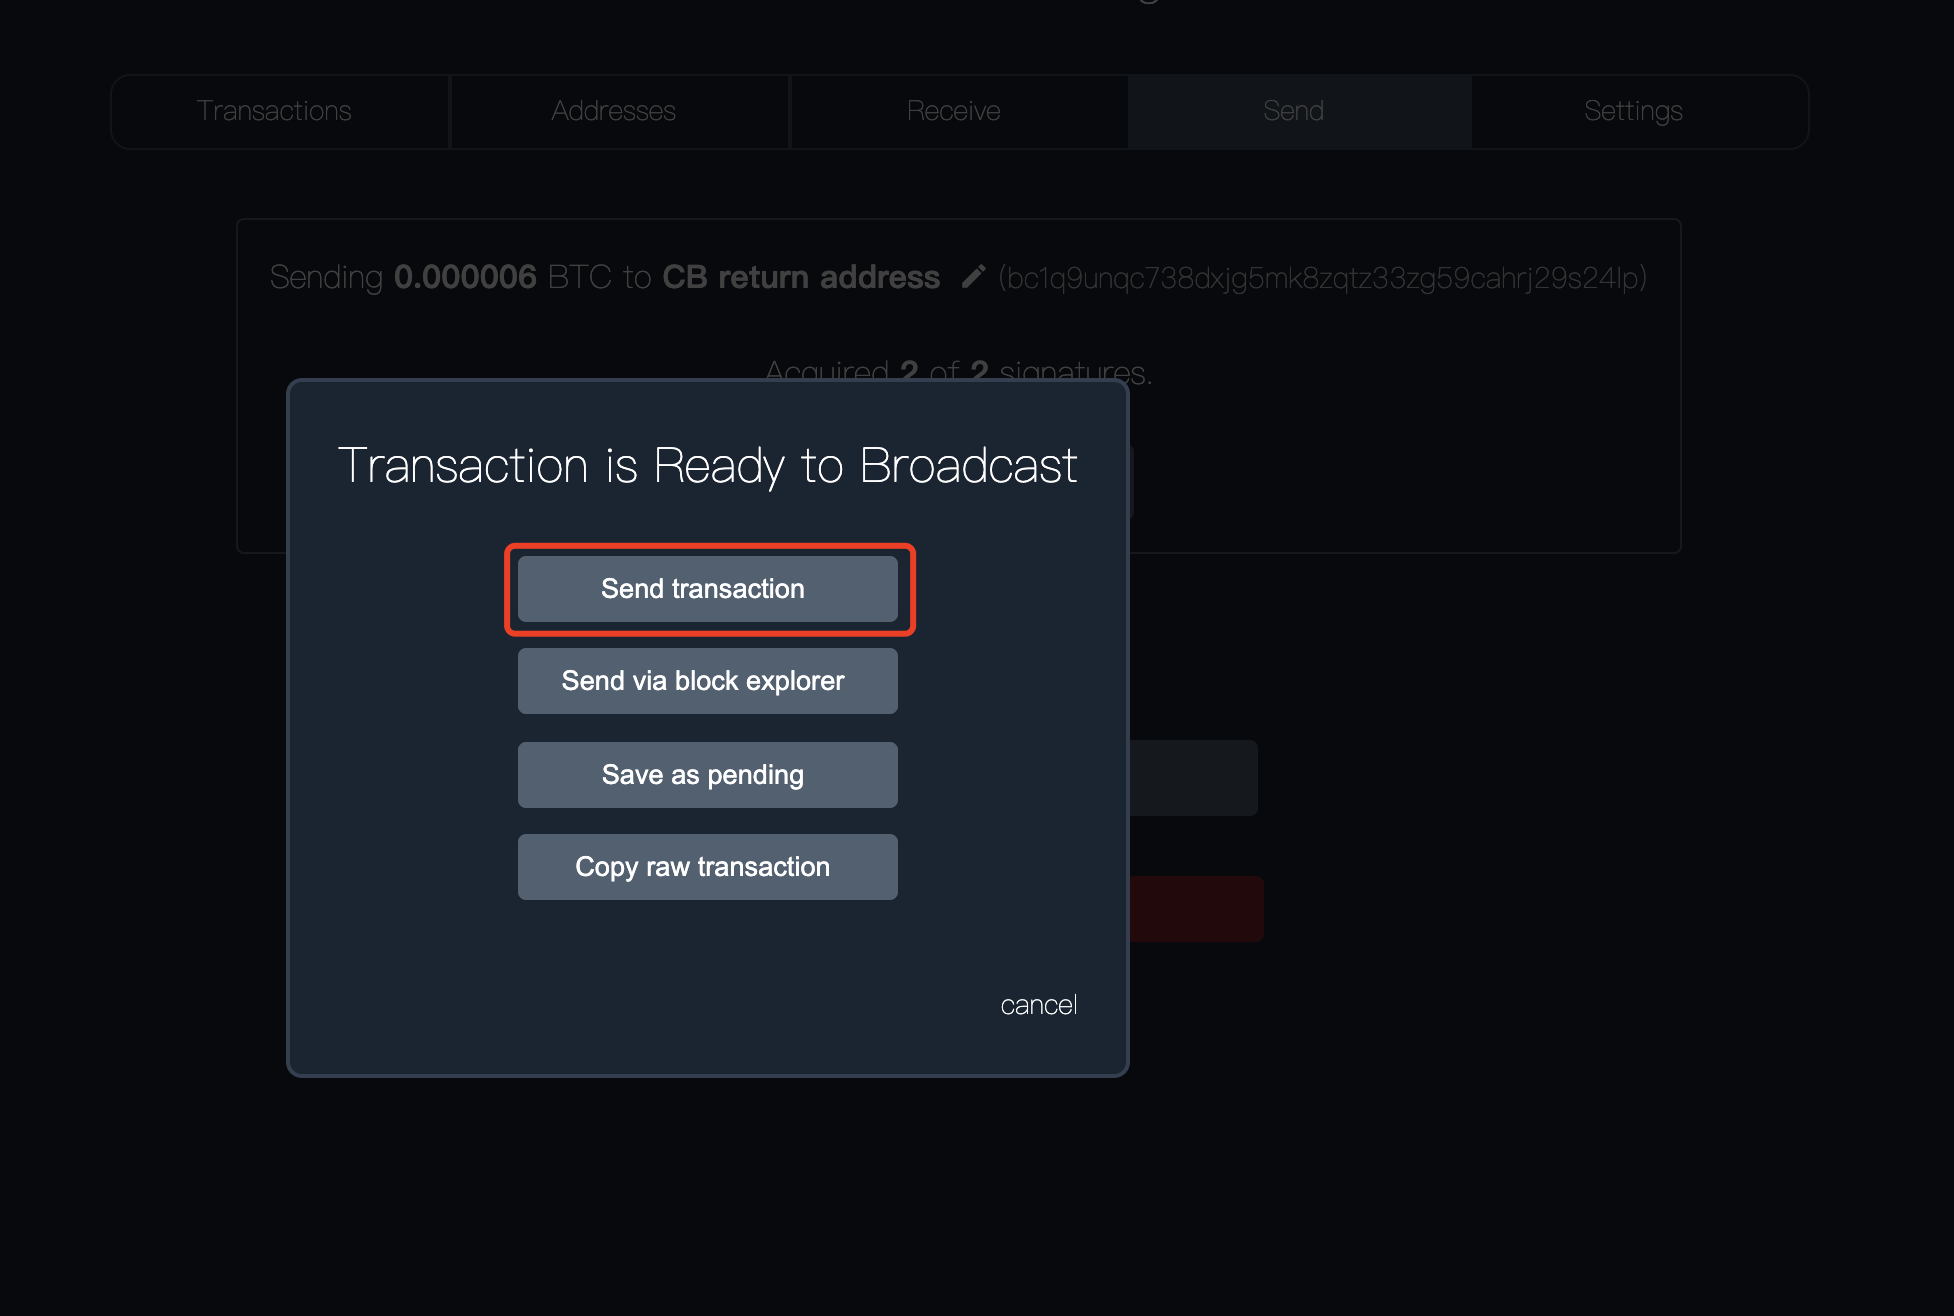 Transactions
Addresses
Receive
Send
Settings
Sending 0.000006 BTC to CB return address (bc1q9unqc738dxjg5mk8zqtz33zg59cahrj29s24lp)
Acquired 2 of 2 signatures.
Transaction is Ready to Broadcast
Send transaction
Send via block explorer
Save as pending
Copy raw transaction
cancel